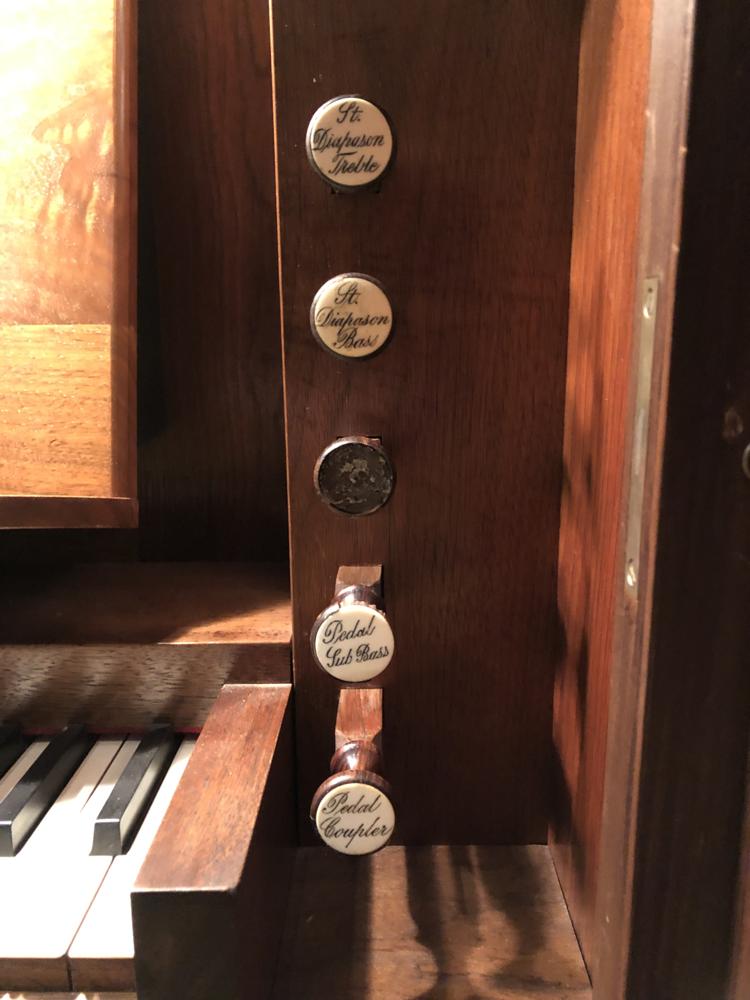 St.
Diapason
Treble
St.
Diapason
Bass
Pedal
Sub Bass
Pedal
Coupler